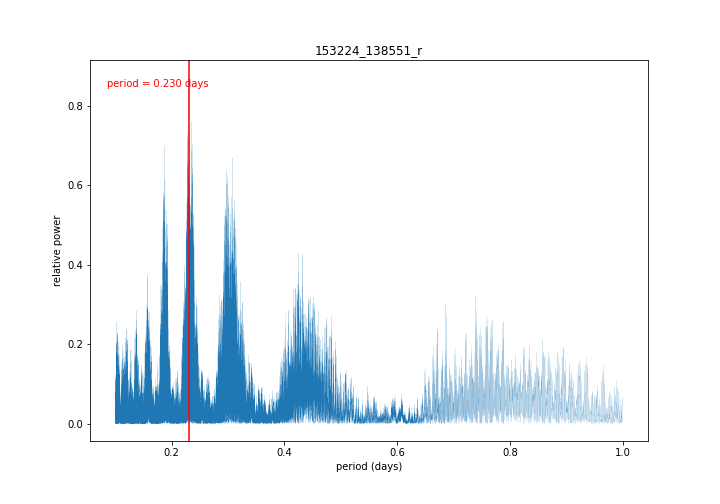 153224_138551_r
period = 0.230 days
0.8
0.6
0.4
0.2
0.0
relative power
0.2 0.4 0.6 0.8 1.0
period (days)